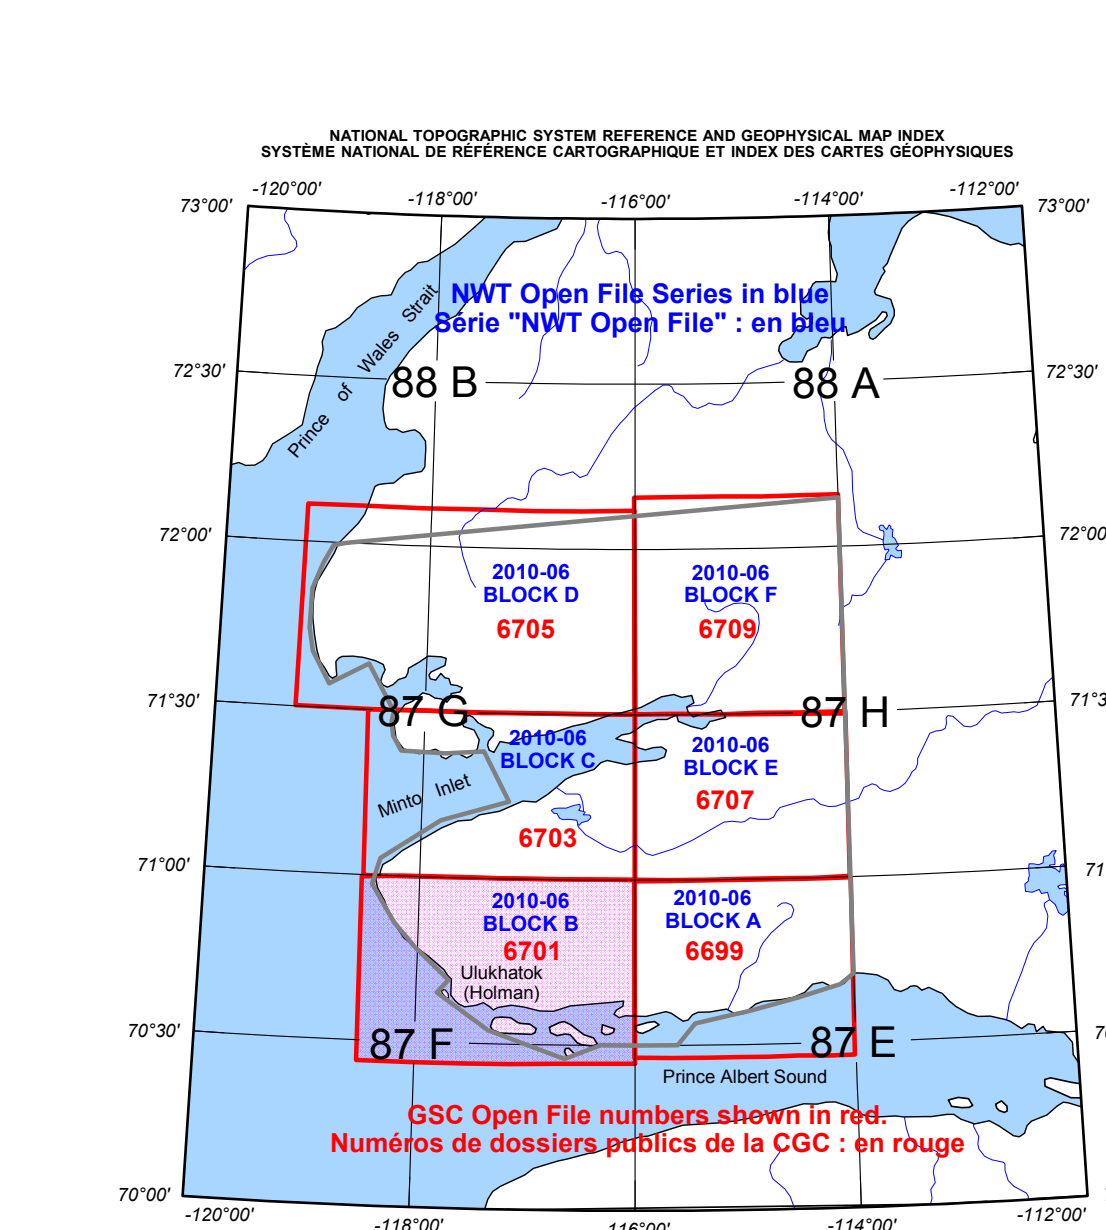 NATIONAL TOPOGRAPHIC SYSTEM REFERENCE AND GEOPHYSICAL MAP INDEX
SYSTÈME NATIONAL DE RÉFÉRENCE CARTOGRAPHIQUE ET INDEX DES CARTES GÉOPHYSIQUES
-120°00' -118°00' -116°00' -114°00' -112°00'
73°00' 73°00'
NWT Open File Series in blue
Série "NWT Open File" : en bleu
Prince of Wales Strait
72°30' 72°30'
88 B 88 A
72°00' 72°00'
2010-06
BLOCK D
6705
2010-06
BLOCK F
6709
71°30' 71°3
87 G 87 H
2010-06
BLOCK C
6703
2010-06
BLOCK E
6707
Minto Inlet
71°00' 71
2010-06
BLOCK B
6701
2010-06
BLOCK A
6699
Ulukhatok
(Holman)
70°30' 7
87 F 87 E
Prince Albert Sound
GSC Open File numbers shown in red.
Numéros de dossiers publics de la CGC : en rouge
70°00'
-120°00' -118°00' -116°00' -114°00' -112°00'